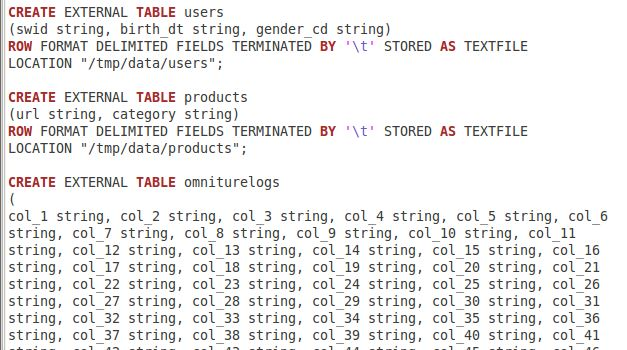 CREATE EXTERNAL TABLE users
(swid string, birth_dt string, gender_cd string)
ROW FORMAT DELIMITED FIELDS TERMINATED BY '\t' STORED AS TEXTFILE
LOCATION "/tmp/data/users";
CREATE EXTERNAL TABLE products
(url string, category string)
ROW FORMAT DELIMITED FIELDS TERMINATED BY '\t' STORED AS TEXTFILE
LOCATION "/tmp/data/products";
CREATE EXTERNAL TABLE omniturelogs
(
col_1 string, col_2 string, col_3 string, col_4 string, col_5 string, col_6
string, col_7 string, col_8 string, col_9 string, col_10 string, col_11
string, col_12 string, col_13 string, col_14 string, col_15 string, col_16
string, col_17 string, col_18 string, col_19 string, col_20 string, col_21
string, col_22 string, col_23 string, col_24 string, col_25 string, col_26
string, col_27 string, col_28 string, col_29 string, col_30 string, col_31
string, col_32 string, col_33 string, col_34 string, col_35 string, col_36
string, col_37 string, col_38 string, col_39 string, col_40 string, col_41